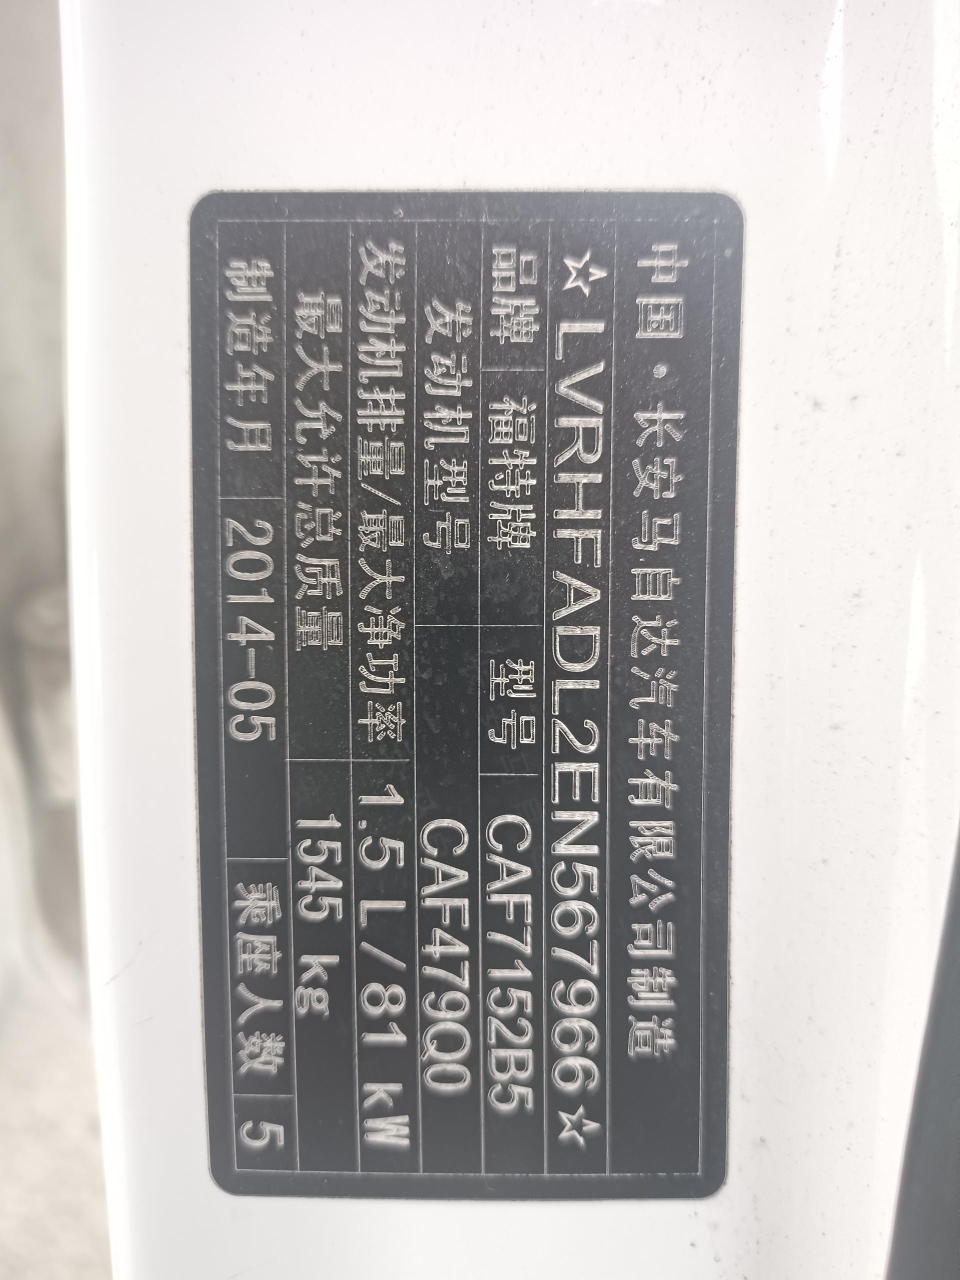 中国·长安马自达汽车有限公司制造
☆LVRHFADL2EN567966☆
品牌 福特牌 型号 CAF7152B5
发动机型号 CAF479Q0
发动机排量/最大净功率 1.5 L/81 kW
最大允许总质量 1545 kg
制造年月 2014-05 乘座人数 5